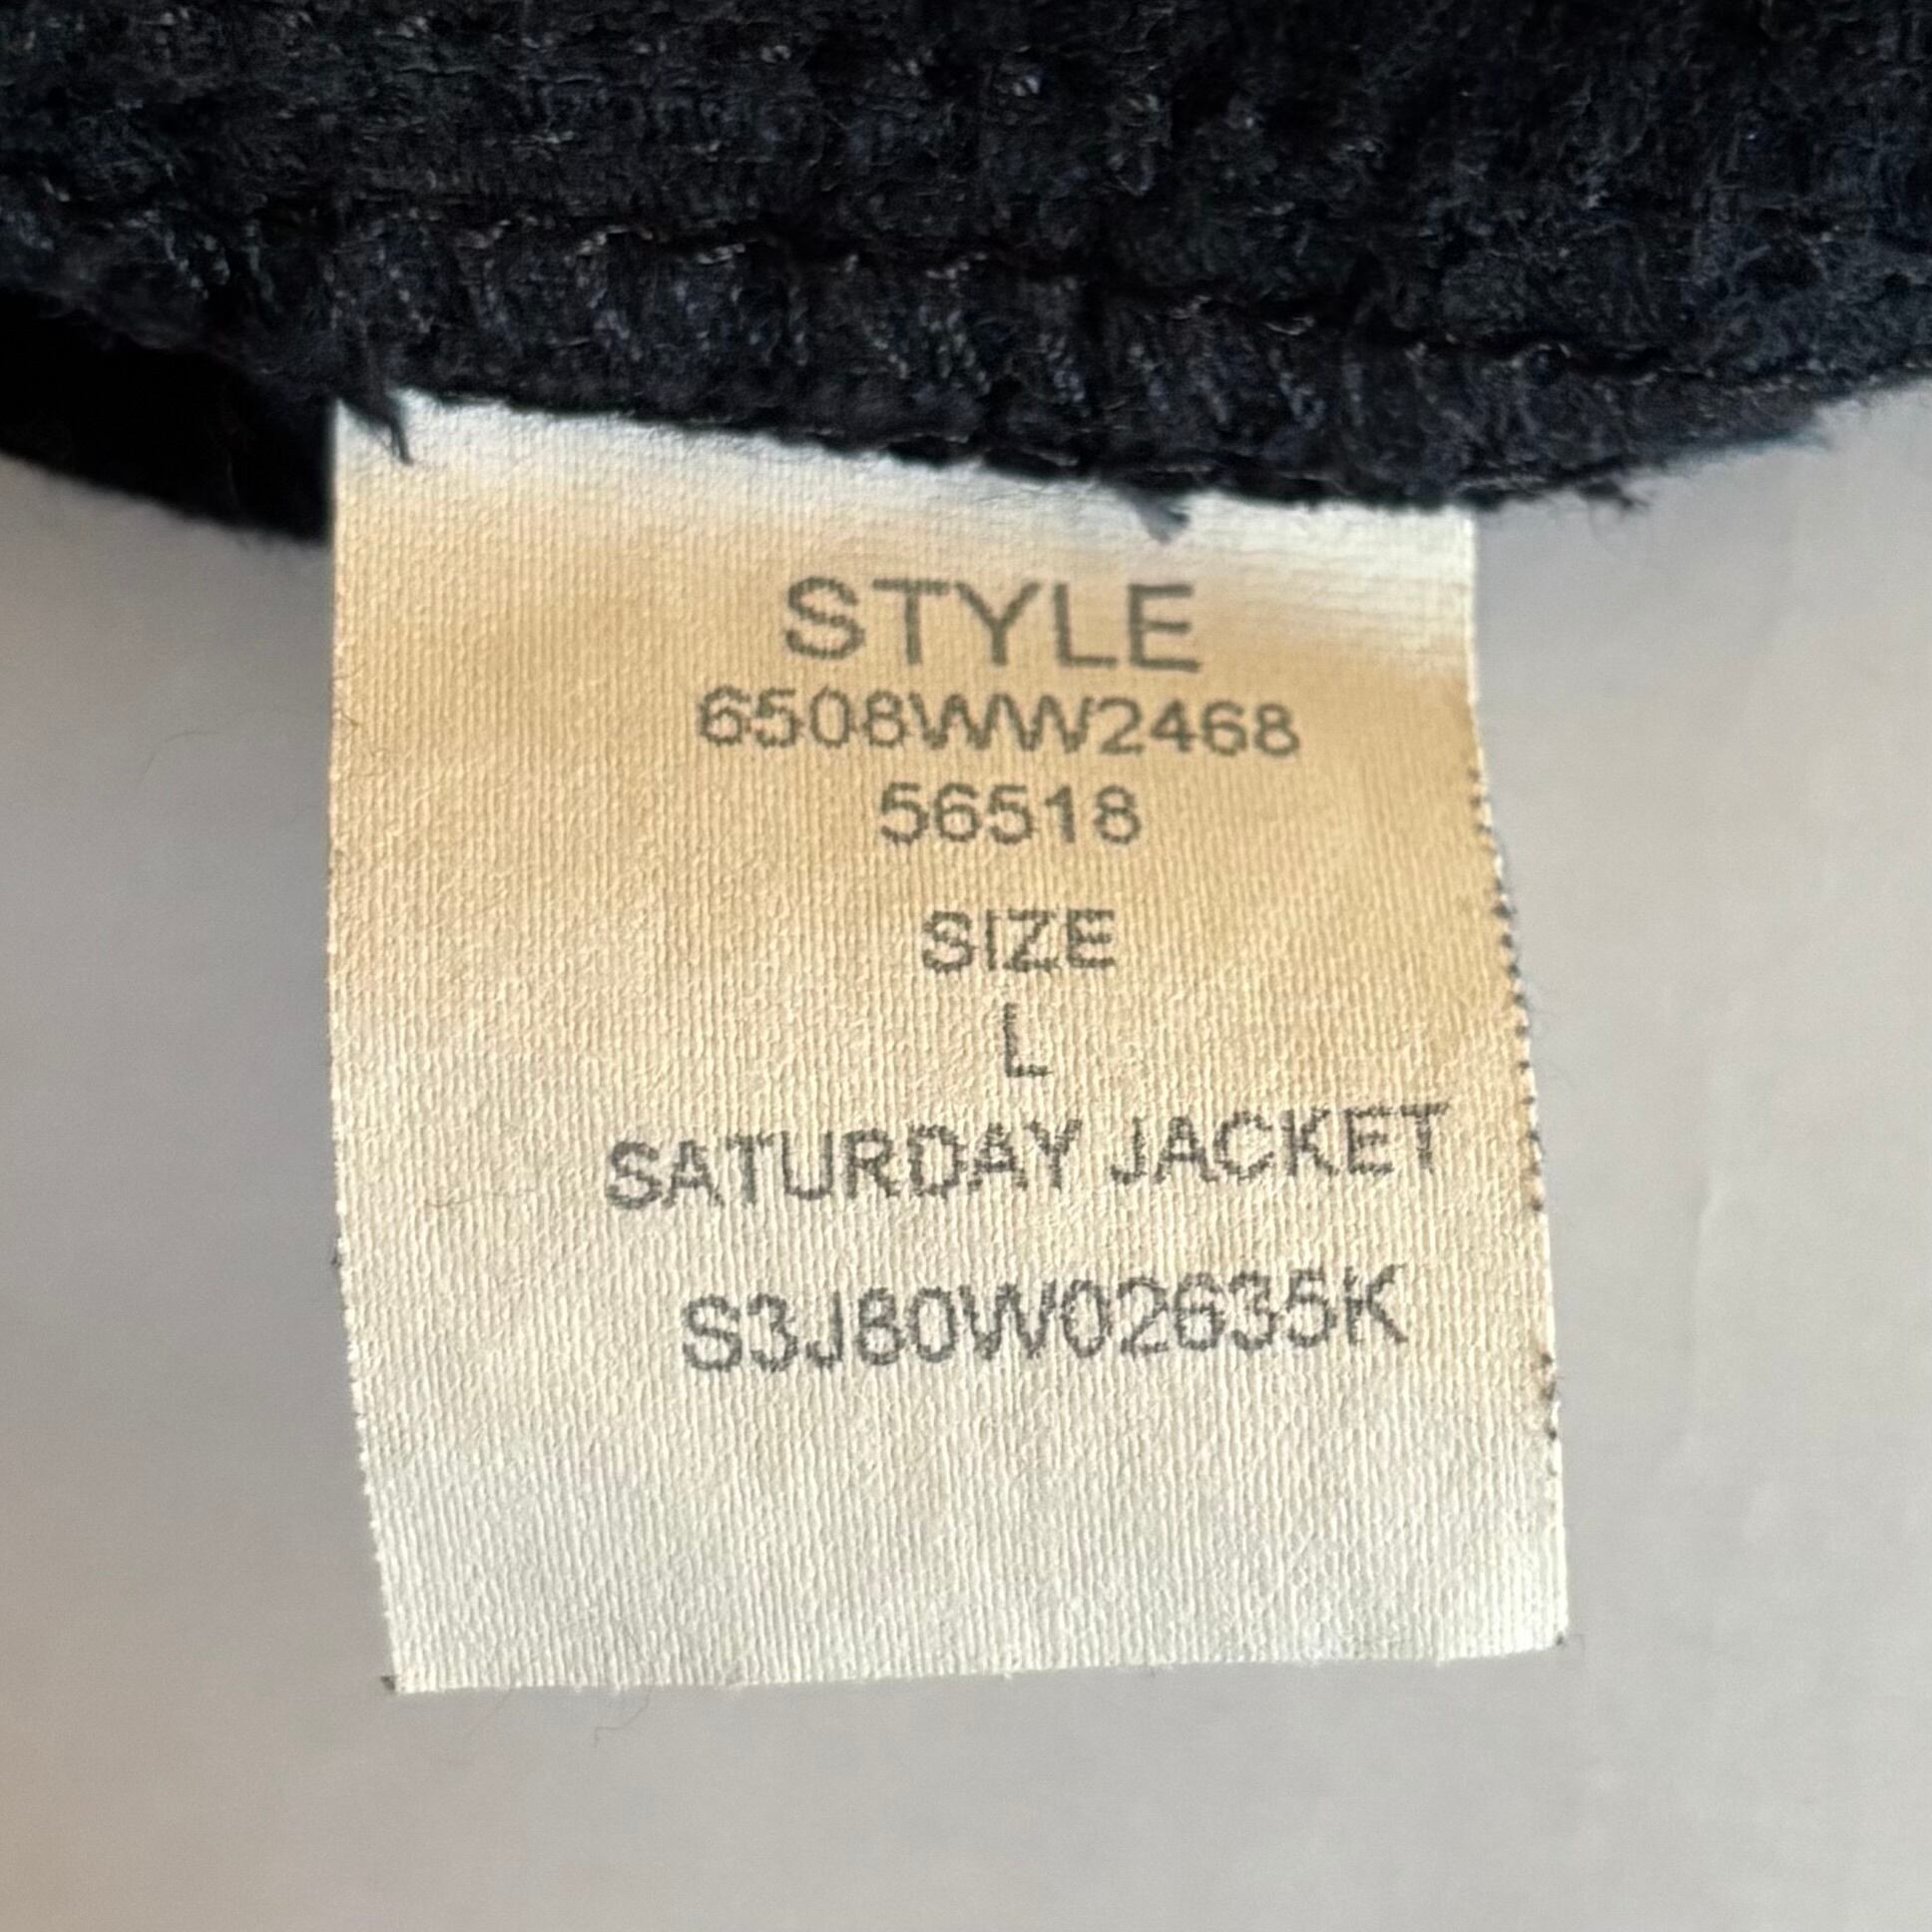 STYLE
6508WW2468
56518
SIZE
L
SATURDAY JACKET
S3J80W02635K